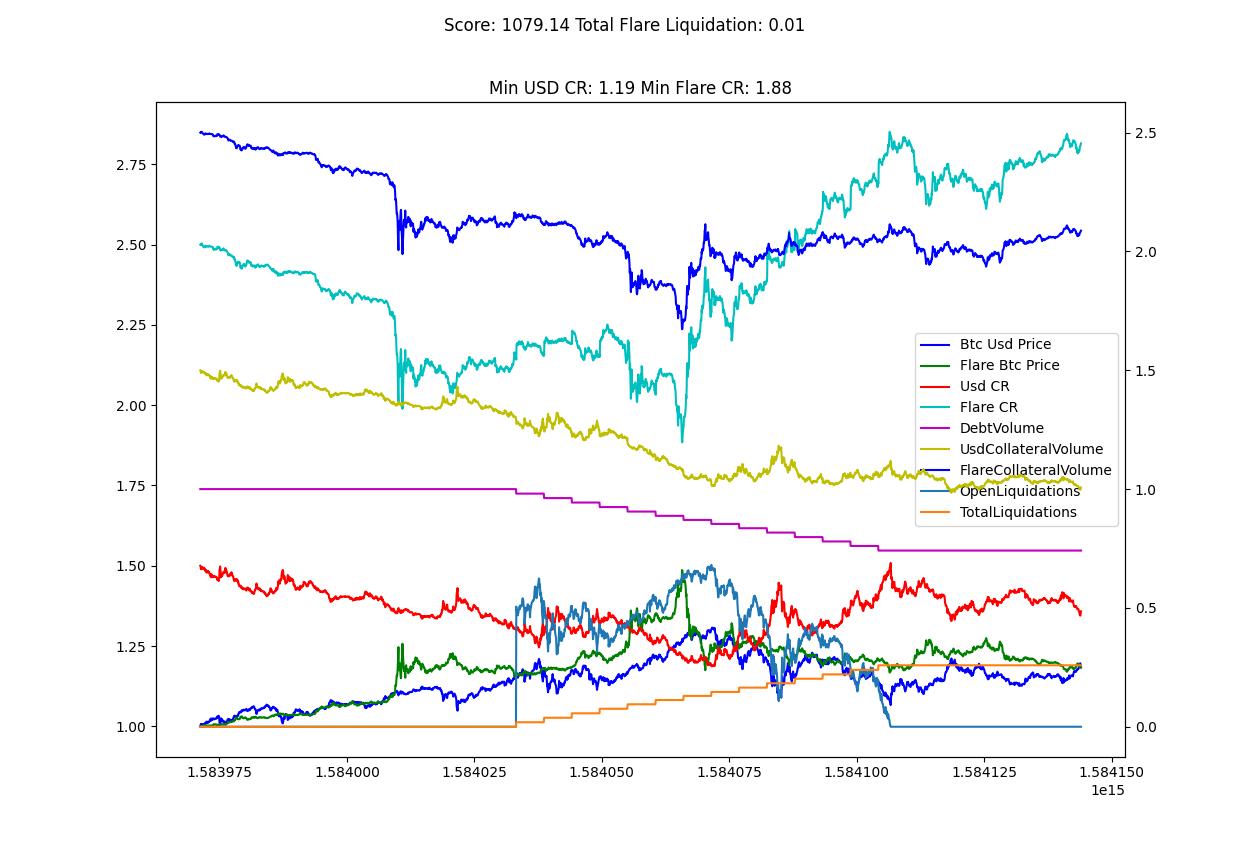 Score: 1079.14 Total Flare Liquidation: 0.01
Min USD CR: 1.19 Min Flare CR: 1.88
2.75
2.50
2.25
2.00
1.75
1.50
1.25
1.00
2.5
2.0
1.5
1.0
0.5
0.0
Btc Usd Price
Flare Btc Price
Usd CR
Flare CR
DebtVolume
UsdCollateralVolume
FlareCollateralVolume
OpenLiquidations
TotalLiquidations
1.583975 1.584000 1.584025 1.584050 1.584075 1.584100 1.584125 1.584150
1e15